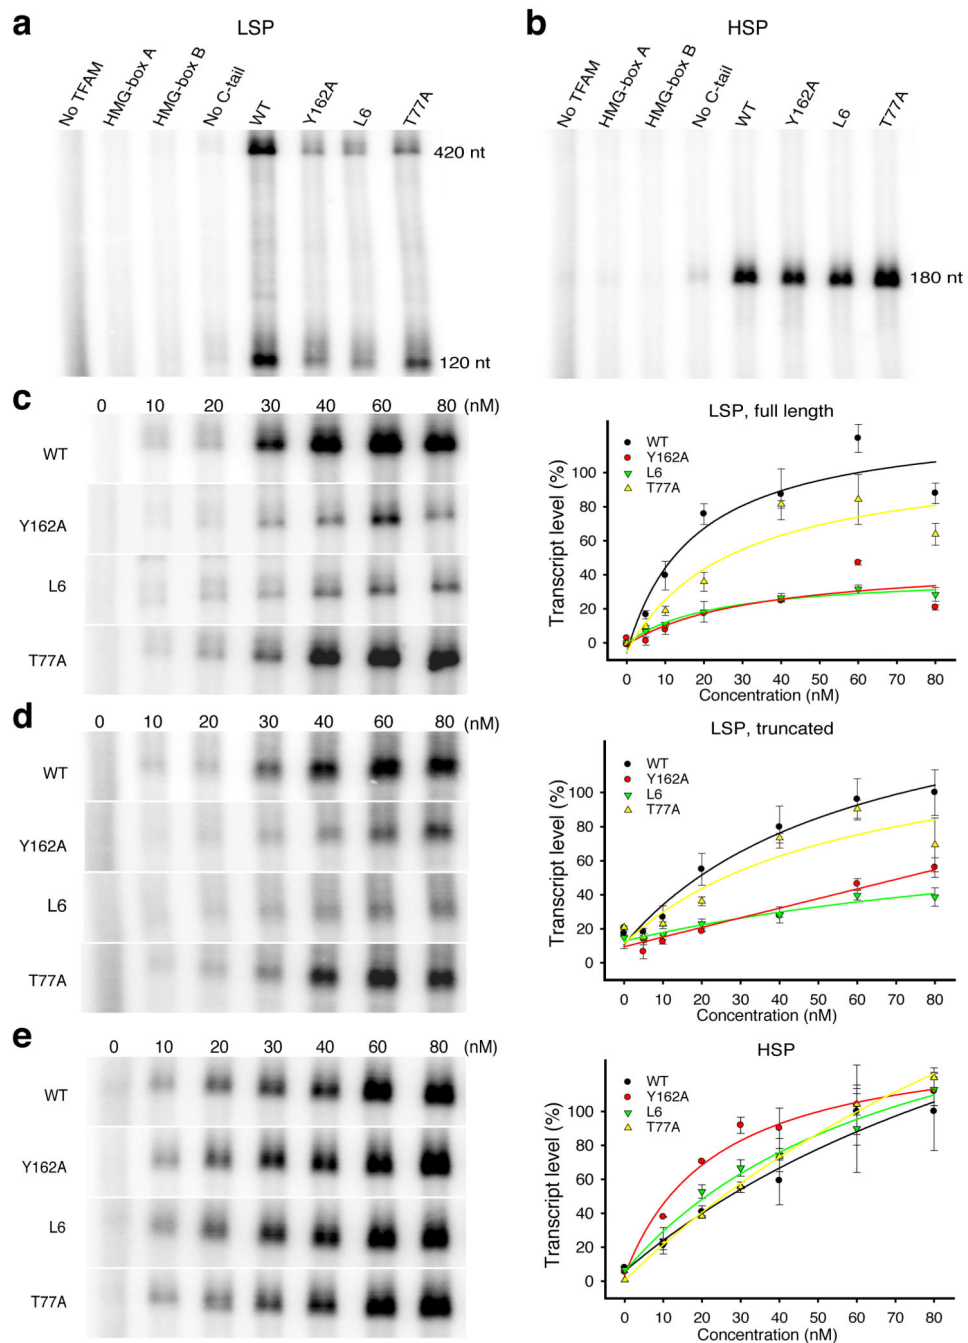 a LSP
No TFAM HMG-box A HMG-box B No C-tail WT Y162A L6 T77A
420 nt
120 nt
b HSP
No TFAM HMG-box A HMG-box B No C-tail WT Y162A L6 T77A
180 nt
c
0 10 20 30 40 60 80 (nM)
WT
Y162A
L6
T77A
LSP, full length
WT
Y162A
L6
T77A
Transcript level (%)
100
80
60
40
20
0
0 10 20 30 40 50 60 70 80
Concentration (nM)
d
0 10 20 30 40 60 80 (nM)
WT
Y162A
L6
T77A
LSP, truncated
WT
Y162A
L6
T77A
Transcript level (%)
100
80
60
40
20
0
0 10 20 30 40 50 60 70 80
Concentration (nM)
e
0 10 20 30 40 60 80 (nM)
WT
Y162A
L6
T77A
HSP
WT
Y162A
L6
T77A
Transcript level (%)
100
80
60
40
20
0
0 10 20 30 40 50 60 70 80
Concentration (nM)